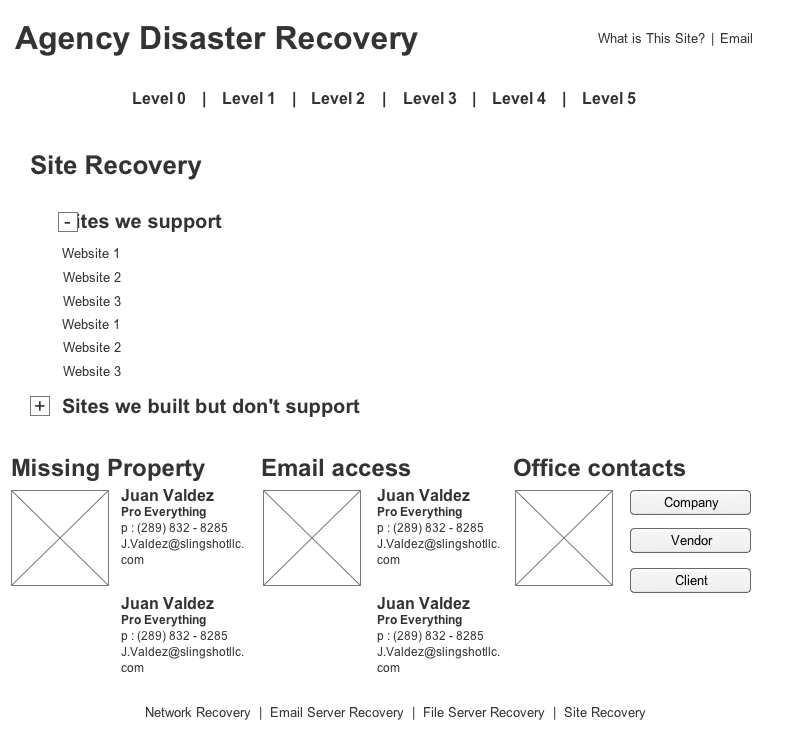 Agency Disaster Recovery
What is This Site? | Email
Level 0 | Level 1 | Level 2 | Level 3 | Level 4 | Level 5
Site Recovery
- ites we support
Website 1
Website 2
Website 3
Website 1
Website 2
Website 3
+ Sites we built but don't support
Missing Property
Juan Valdez
Pro Everything
p : (289) 832 - 8285
J.Valdez@slingshotllc.
com
Juan Valdez
Pro Everything
p : (289) 832 - 8285
J.Valdez@slingshotllc.
com
Email access
Juan Valdez
Pro Everything
p : (289) 832 - 8285
J.Valdez@slingshotllc.
com
Juan Valdez
Pro Everything
p : (289) 832 - 8285
J.Valdez@slingshotllc.
com
Office contacts
Company
Vendor
Client
Network Recovery | Email Server Recovery | File Server Recovery | Site Recovery